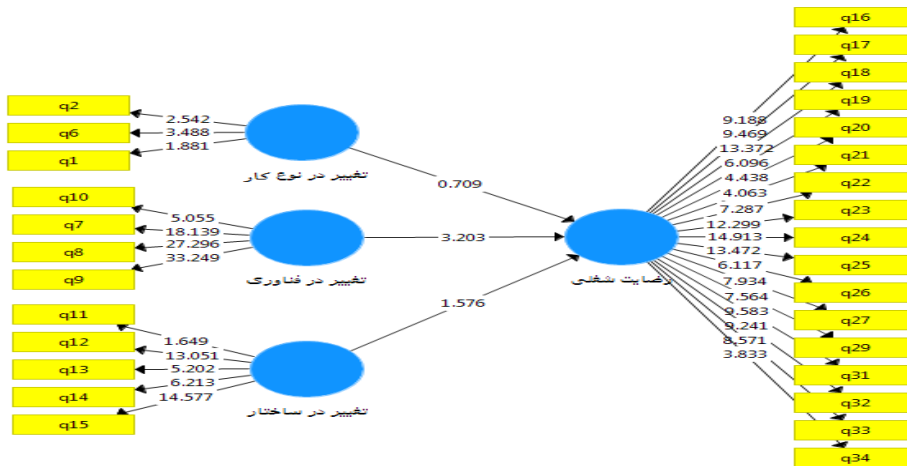 q2
q6
q1
2.542
3.488
1.881
تغییر در نوع کار
q10
q7
q8
q9
5.055
18.139
27.296
33.249
تغییر در فناوری
q11
q12
q13
q14
q15
1.649
13.051
5.202
6.213
14.577
تغییر در ساختار
0.709
3.203
1.576
رضایت شغلی
9.188
9.469
13.372
6.096
4.438
4.063
7.287
12.299
14.913
13.472
6.117
7.934
7.564
9.583
9.241
8.571
3.833
q16
q17
q18
q19
q20
q21
q22
q23
q24
q25
q26
q27
q29
q31
q32
q33
q34